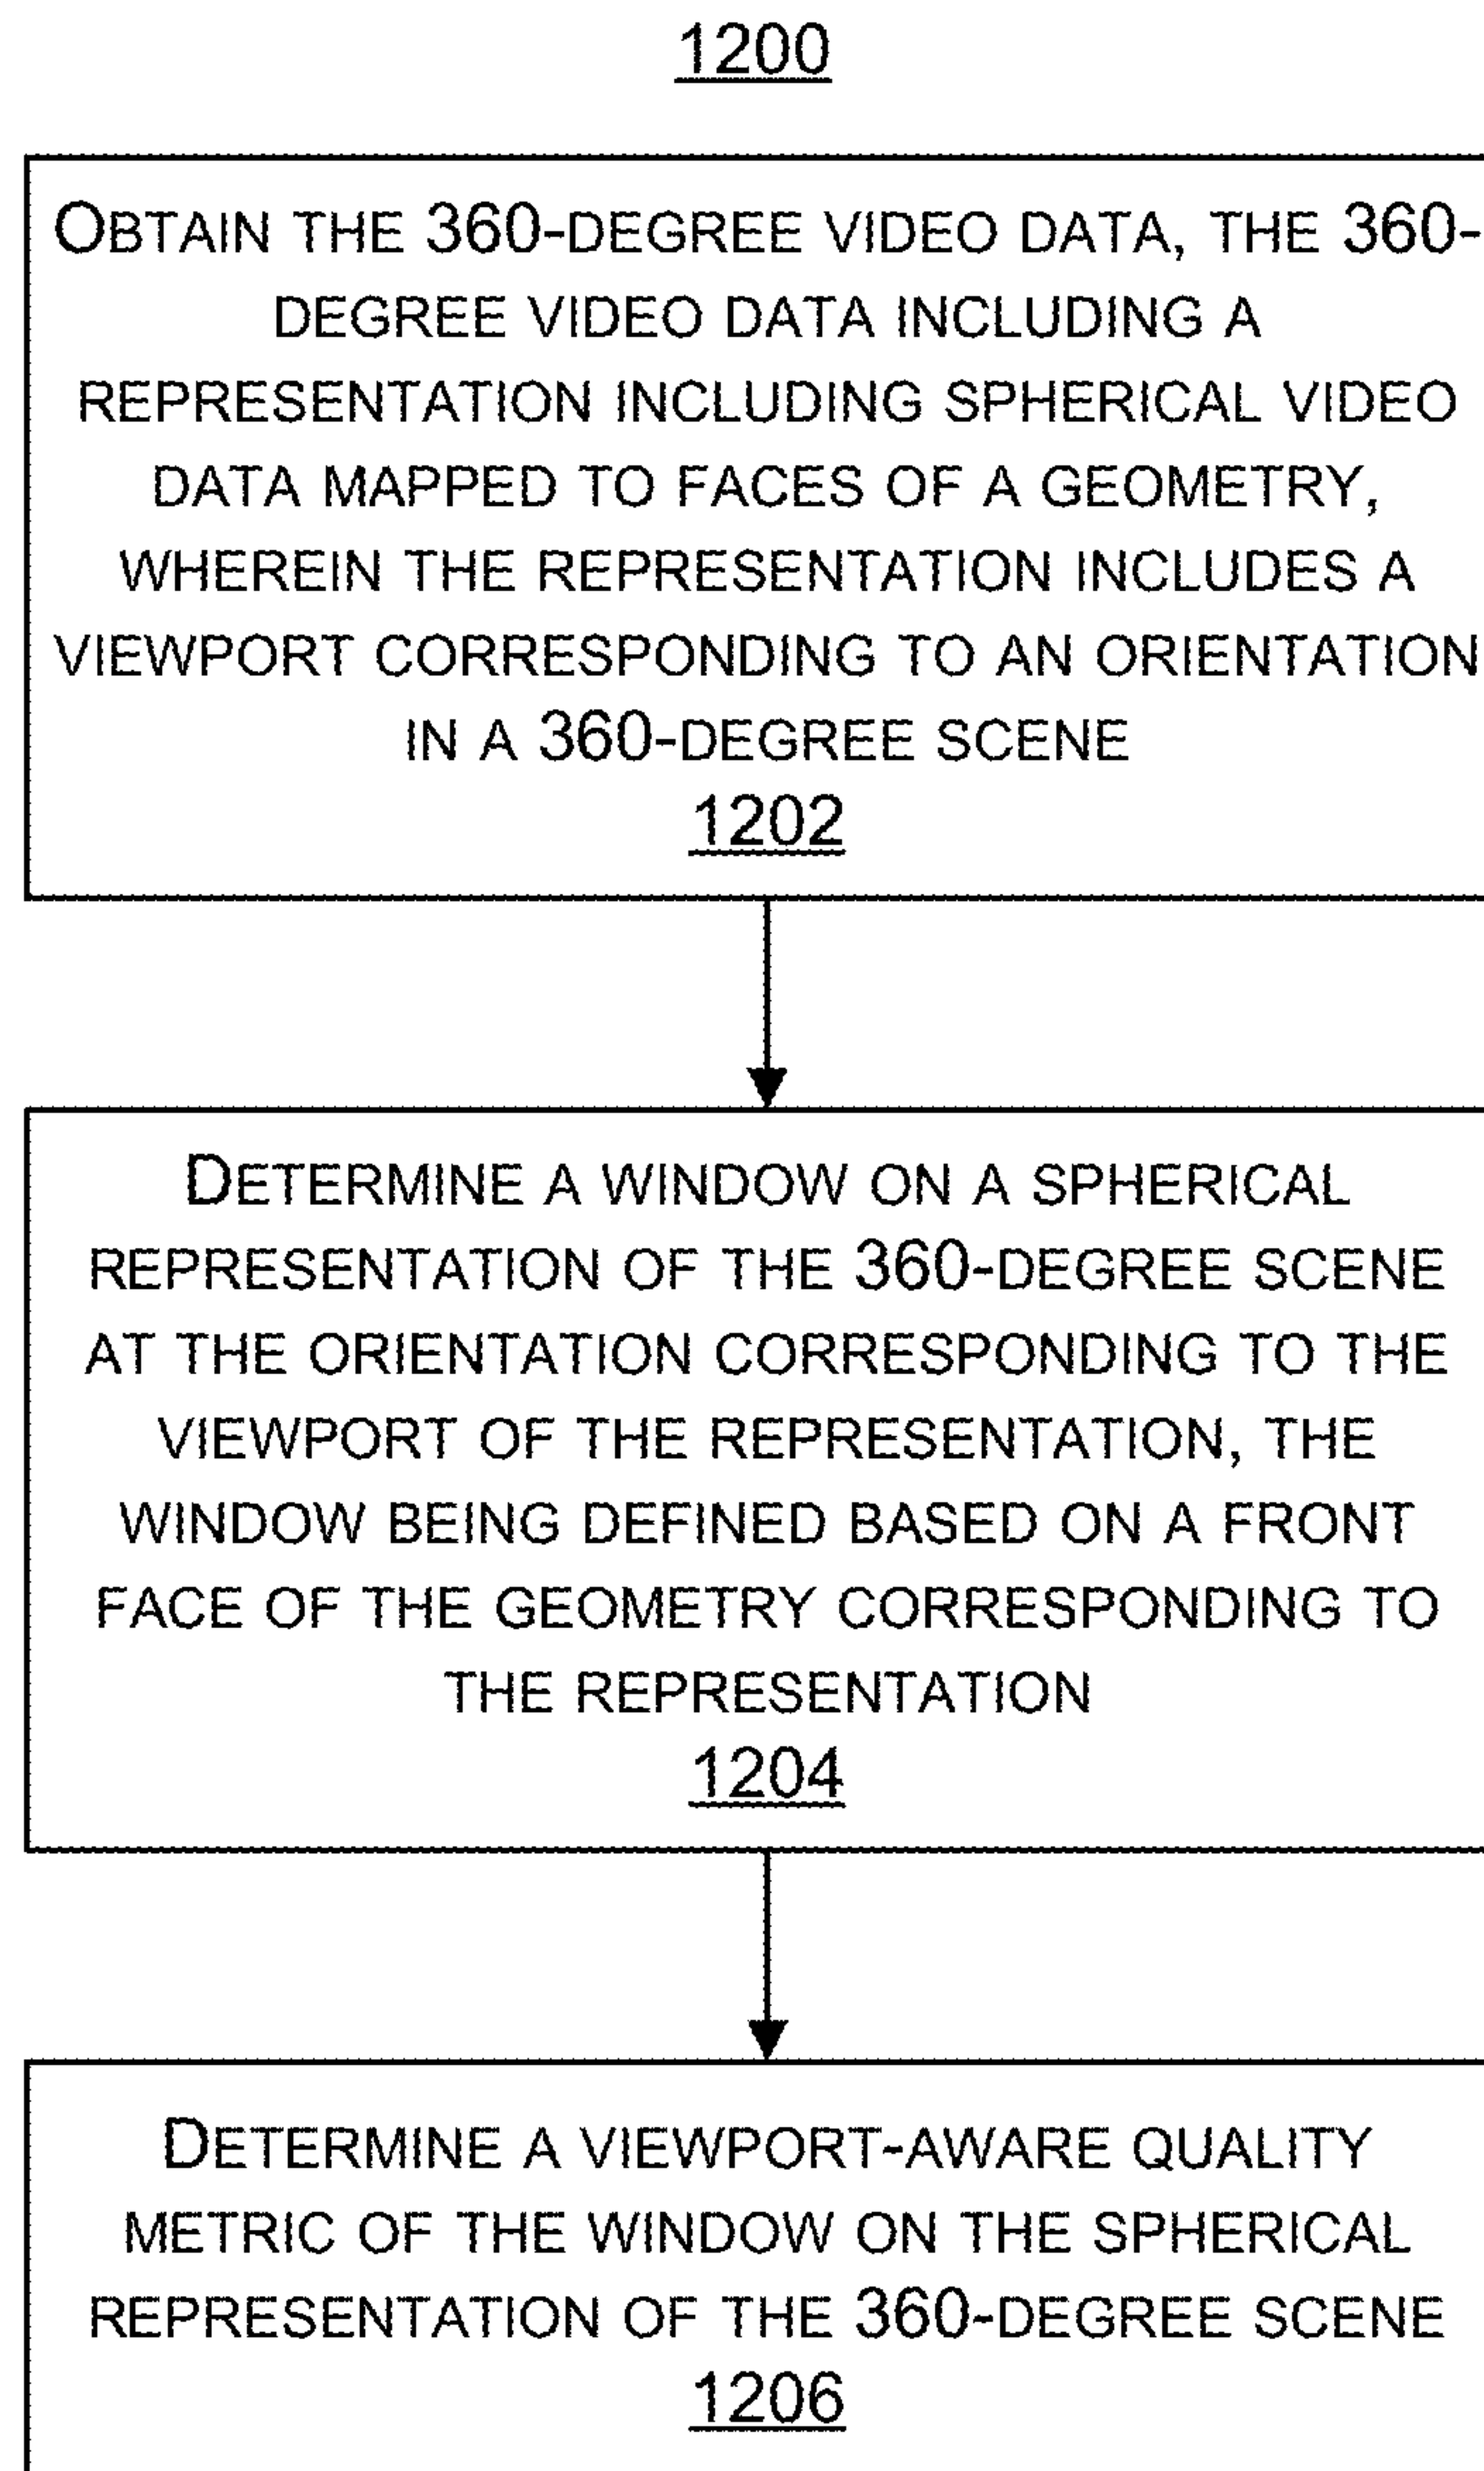 1200
OBTAIN THE 360-DEGREE VIDEO DATA, THE 360-
DEGREE VIDEO DATA INCLUDING A
REPRESENTATION INCLUDING SPHERICAL VIDEO
DATA MAPPED TO FACES OF A GEOMETRY,
WHEREIN THE REPRESENTATION INCLUDES A
VIEWPORT CORRESPONDING TO AN ORIENTATION
IN A 360-DEGREE SCENE
1202
DETERMINE A WINDOW ON A SPHERICAL
REPRESENTATION OF THE 360-DEGREE SCENE
AT THE ORIENTATION CORRESPONDING TO THE
VIEWPORT OF THE REPRESENTATION, THE
WINDOW BEING DEFINED BASED ON A FRONT
FACE OF THE GEOMETRY CORRESPONDING TO
THE REPRESENTATION
1204
DETERMINE A VIEWPORT-AWARE QUALITY
METRIC OF THE WINDOW ON THE SPHERICAL
REPRESENTATION OF THE 360-DEGREE SCENE
1206